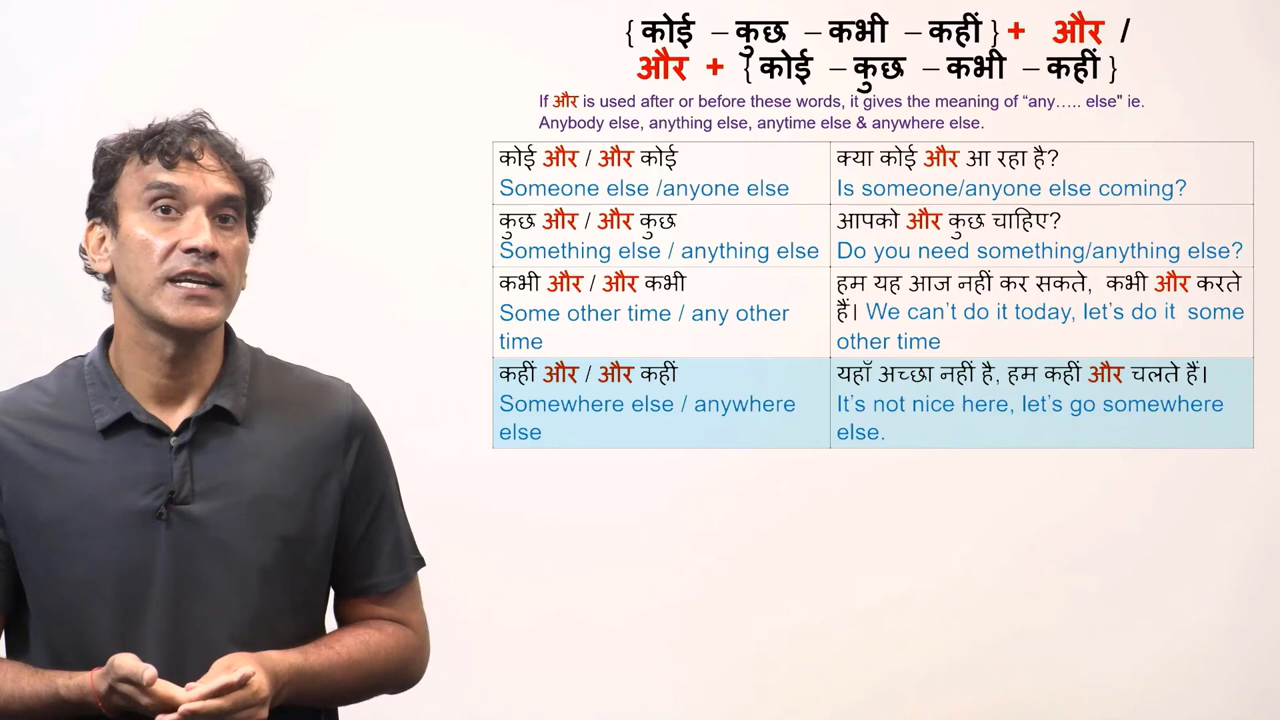 { कोई – कुछ – कभी – कहीं } + और /
और + { कोई – कुछ – कभी – कहीं }
If और is used after or before these words, it gives the meaning of “any….. else" ie.
Anybody else, anything else, anytime else & anywhere else.
कोई और / और कोई
Someone else /anyone else
क्या कोई और आ रहा है?
Is someone/anyone else coming?
कुछ और / और कुछ
Something else / anything else
आपको और कुछ चाहिए?
Do you need something/anything else?
कभी और / और कभी
Some other time / any other
time
हम यह आज नहीं कर सकते, कभी और करते
हैं। We can’t do it today, let’s do it some
other time
कहीं और / और कहीं
Somewhere else / anywhere
else
यहाँ अच्छा नहीं है, हम कहीं और चलते हैं।
It’s not nice here, let’s go somewhere
else.